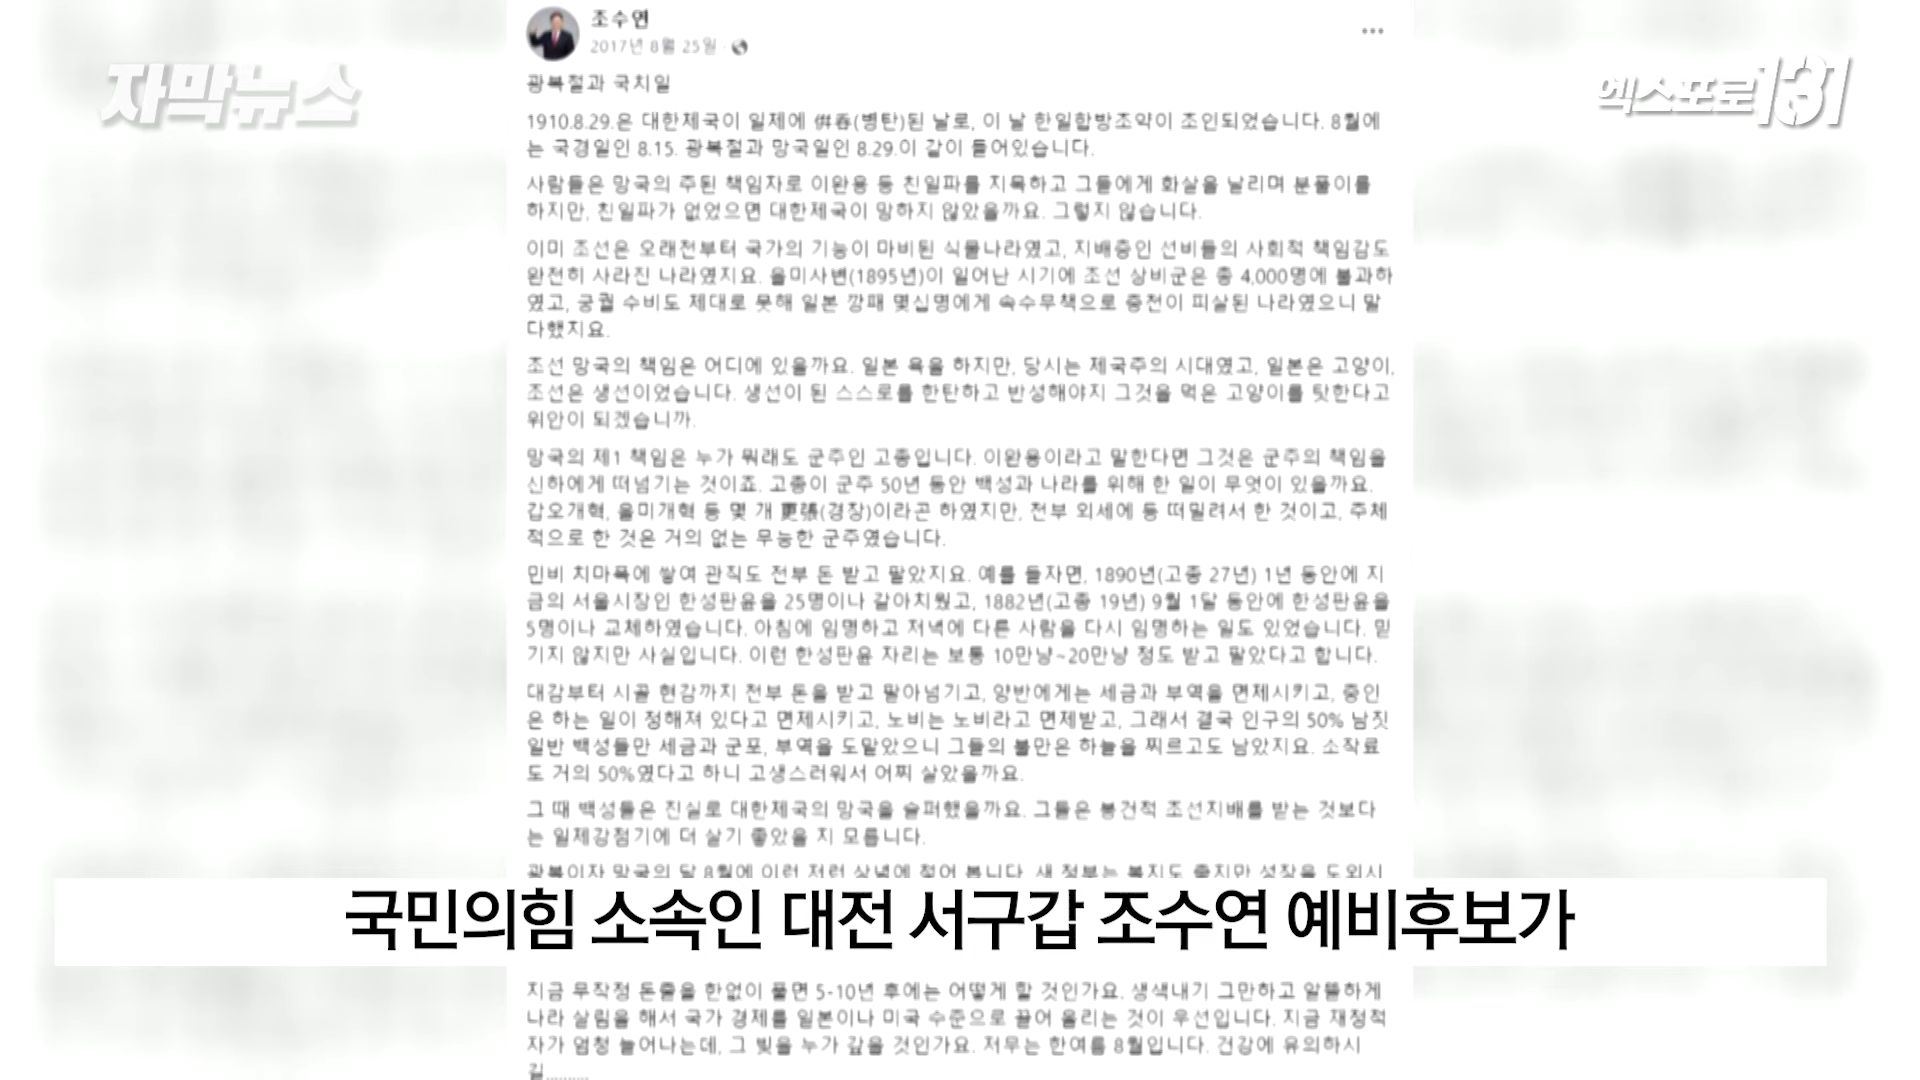 조수연
2017년 8월 25일
자막뉴스
엑스포로131
광복절과 국치일
1910.8.29.은 대한제국이 일제에 倂呑(병탄)된 날로, 이 날 한일합방조약이 조인되었습니다. 8월에
는 국경일인 8.15. 광복절과 망국일인 8.29.이 같이 들어있습니다.
사람들은 망국의 주된 책임자로 이완용 등 친일파를 지목하고 그들에게 화살을 날리며 분풀이를
하지만, 친일파가 없었으면 대한제국이 망하지 않았을까요. 그렇지 않습니다.
이미 조선은 오래전부터 국가의 기능이 마비된 식물나라였고, 지배층인 선비들의 사회적 책임감도
완전히 사라진 나라였지요. 을미사변(1895년)이 일어난 시기에 조선 상비군은 총 4,000명에 불과하
였고, 궁궐 수비도 제대로 못해 일본 깡패 몇십명에게 속수무책으로 중전이 피살된 나라였으니 말
다했지요.
조선 망국의 책임은 어디에 있을까요. 일본 욕을 하지만, 당시는 제국주의 시대였고, 일본은 고양이,
조선은 생선이었습니다. 생선이 된 스스로를 한탄하고 반성해야지 그것을 먹은 고양이를 탓한다고
위안이 되겠습니까.
망국의 제1 책임은 누가 뭐래도 군주인 고종입니다. 이완용이라고 말한다면 그것은 군주의 책임을
신하에게 떠넘기는 것이죠. 고종이 군주 50년 동안 백성과 나라를 위해 한 일이 무엇이 있을까요.
갑오개혁, 을미개혁 등 몇 개 更張(경장)이라곤 하였지만, 전부 외세에 등 떠밀려서 한 것이고, 주체
적으로 한 것은 거의 없는 무능한 군주였습니다.
민비 치마폭에 쌓여 관직도 전부 돈 받고 팔았지요. 예를 들자면, 1890년(고종 27년) 1년 동안에 지
금의 서울시장인 한성판윤을 25명이나 갈아치웠고, 1882년(고종 19년) 9월 1달 동안에 한성판윤을
5명이나 교체하였습니다. 아침에 임명하고 저녁에 다른 사람을 다시 임명하는 일도 있었습니다. 믿
기지 않지만 사실입니다. 이런 한성판윤 자리는 보통 10만냥~20만냥 정도 받고 팔았다고 합니다.
대감부터 시골 현감까지 전부 돈을 받고 팔아넘기고, 양반에게는 세금과 부역을 면제시키고, 중인
은 하는 일이 정해져 있다고 면제시키고, 노비는 노비라고 면제받고, 그래서 결국 인구의 50% 남짓
일반 백성들만 세금과 군포, 부역을 도맡았으니 그들의 불만은 하늘을 찌르고도 남았지요. 소작료
도 거의 50%였다고 하니 고생스러워서 어찌 살았을까요.
그 때 백성들은 진실로 대한제국의 망국을 슬퍼했을까요. 그들은 봉건적 조선지배를 받는 것보다
는 일제강점기에 더 살기 좋았을 지 모릅니다.
광복이자 망국의 달 8월에 이런 저런 상념에 젖어 봅니다. 새 정부는 복지도 좋지만 성장을 도외시
국민의힘 소속인 대전 서구갑 조수연 예비후보가
지금 무작정 돈줄을 한없이 풀면 5-10년 후에는 어떻게 할 것인가요. 생색내기 그만하고 알뜰하게
나라 살림을 해서 국가 경제를 일본이나 미국 수준으로 끌어 올리는 것이 우선입니다. 지금 재정적
자가 엄청 늘어나는데, 그 빚을 누가 갚을 것인가요. 저무는 한여름 8월입니다. 건강에 유의하시
길..........